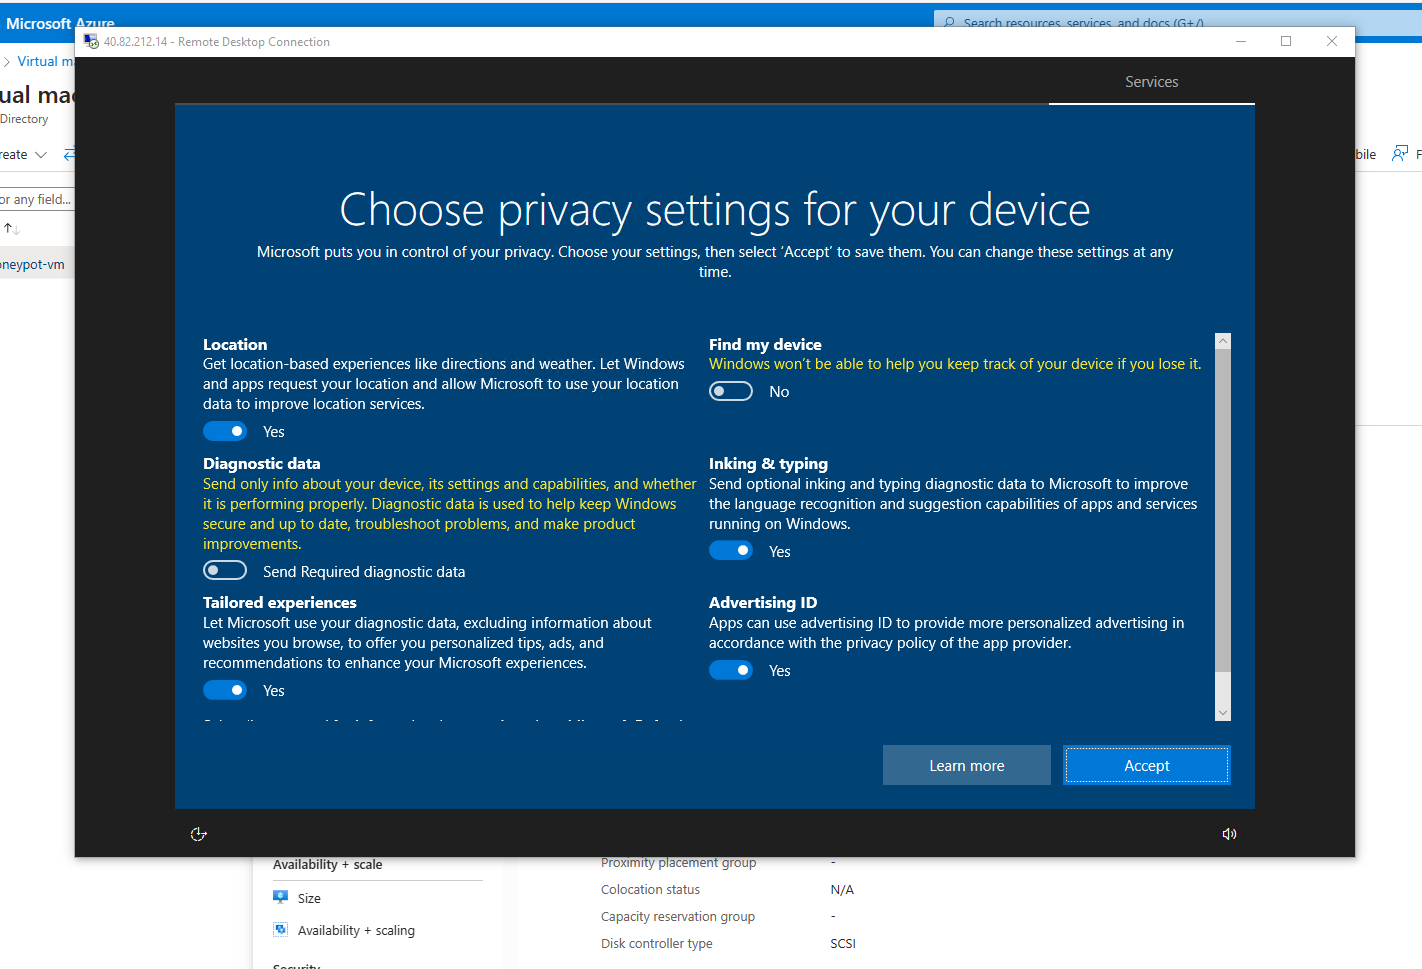 Microsoft Azure
Search resources, services, and docs (G+/)
40.82.212.14 - Remote Desktop Connection
Virtual ma
ual mac
Directory
reate
bile
F
or any field...
oneypot-vm
Services
Choose privacy settings for your device
Microsoft puts you in control of your privacy. Choose your settings, then select ‘Accept’ to save them. You can change these settings at any
time.
Location
Get location-based experiences like directions and weather. Let Windows
and apps request your location and allow Microsoft to use your location
data to improve location services.
Yes
Find my device
Windows won’t be able to help you keep track of your device if you lose it.
No
Diagnostic data
Send only info about your device, its settings and capabilities, and whether
it is performing properly. Diagnostic data is used to help keep Windows
secure and up to date, troubleshoot problems, and make product
improvements.
Send Required diagnostic data
Inking & typing
Send optional inking and typing diagnostic data to Microsoft to improve
the language recognition and suggestion capabilities of apps and services
running on Windows.
Yes
Tailored experiences
Let Microsoft use your diagnostic data, excluding information about
websites you browse, to offer you personalized tips, ads, and
recommendations to enhance your Microsoft experiences.
Yes
Advertising ID
Apps can use advertising ID to provide more personalized advertising in
accordance with the privacy policy of the app provider.
Yes
Learn more
Accept
Availability + scale
Size
Availability + scaling
Security
Proximity placement group -
Colocation status N/A
Capacity reservation group -
Disk controller type SCSI